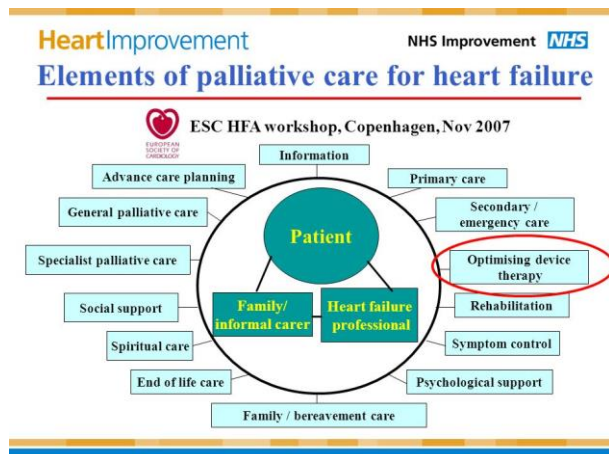 HeartImprovement
NHS Improvement NHS
Elements of palliative care for heart failure
EUROPEAN
SOCIETY OF
CARDIOLOGY
ESC HFA workshop, Copenhagen, Nov 2007
Information
Advance care planning
Primary care
General palliative care
Secondary /
emergency care
Patient
Specialist palliative care
Optimising device
therapy
Family/
informal carer
Heart failure
professional
Social support
Rehabilitation
Spiritual care
Symptom control
End of life care
Psychological support
Family / bereavement care